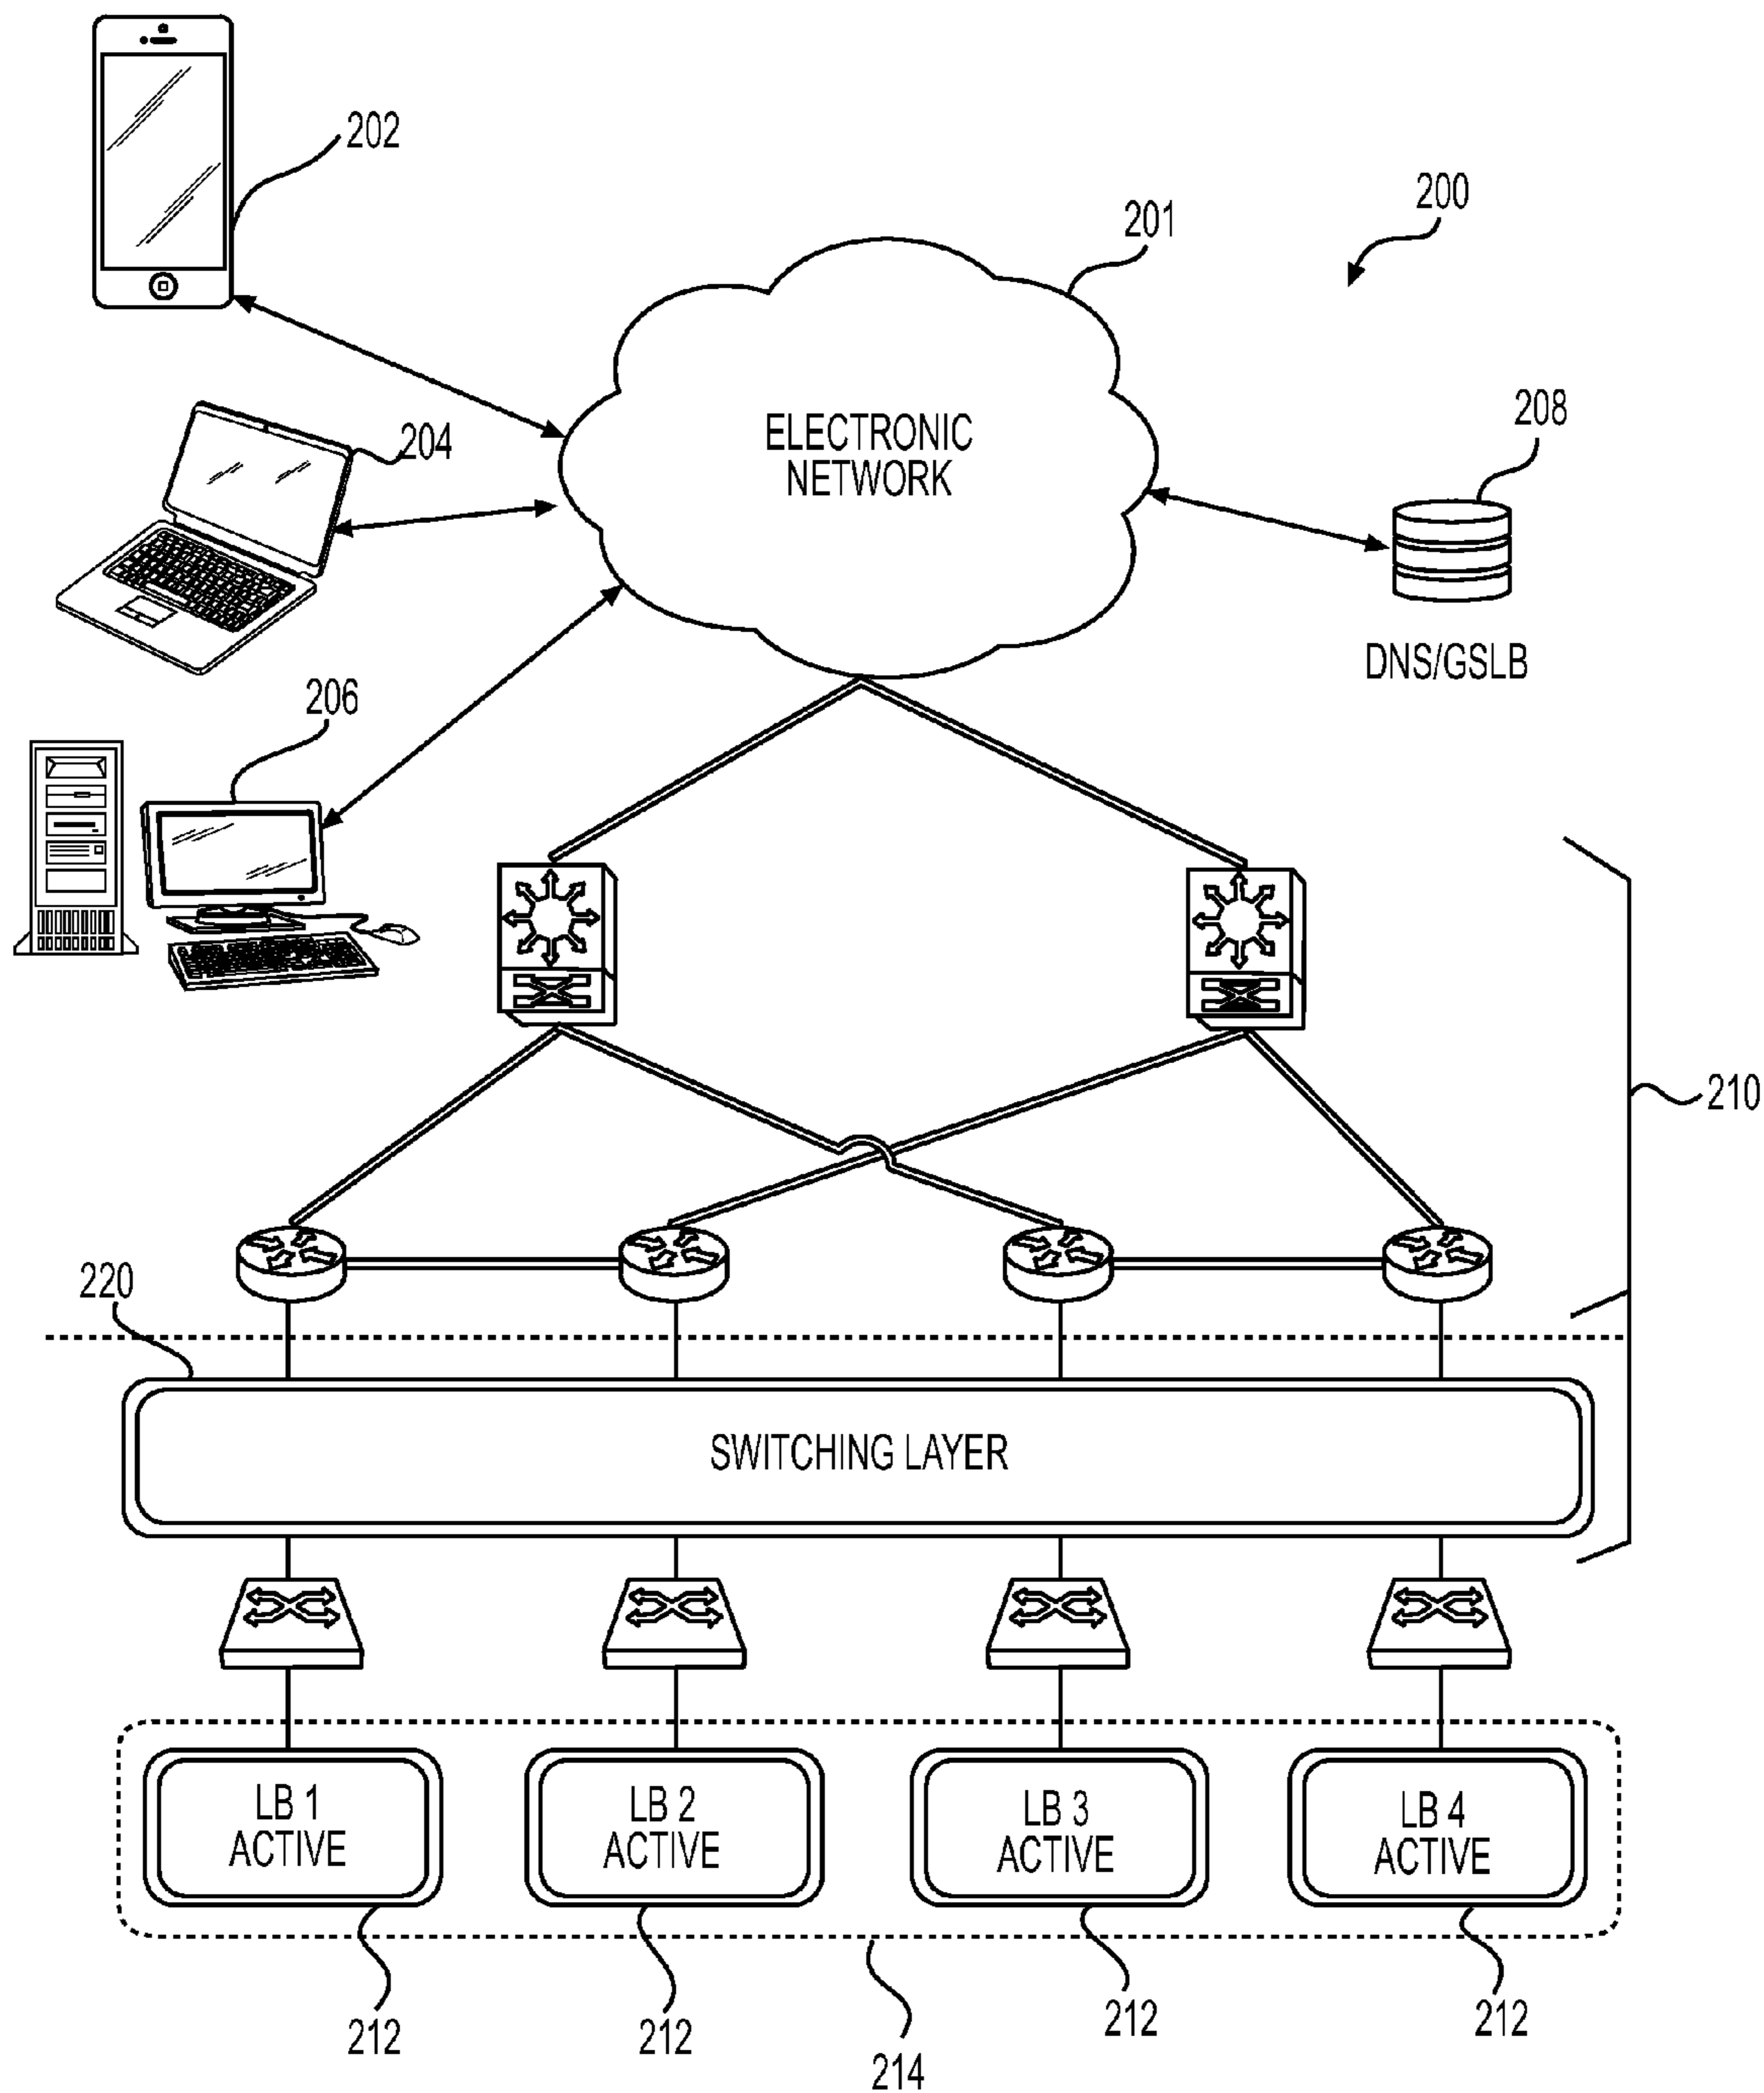 202
200
201
ELECTRONIC
NETWORK
204
208
DNS/GSLB
206
210
220
SWITCHING LAYER
LB 1
ACTIVE
LB 2
ACTIVE
LB 3
ACTIVE
LB 4
ACTIVE
212
212
212
212
214